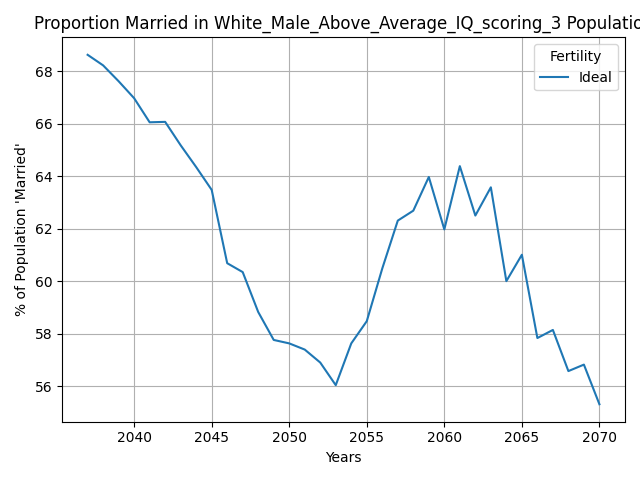 Proportion Married in White_Male_Above_Average_IQ_scoring_3 Populatio
Fertility
Ideal
% of Population 'Married'
68
66
64
62
60
58
56
2040 2045 2050 2055 2060 2065 2070
Years